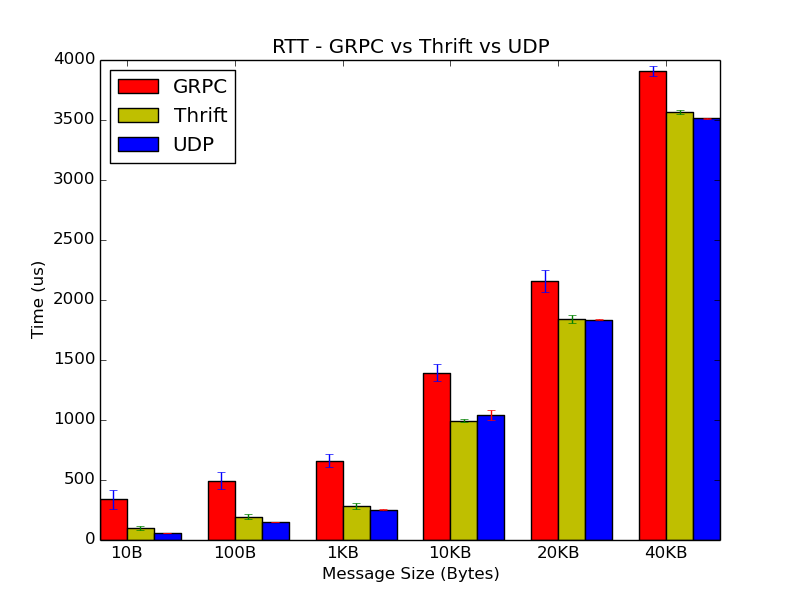 RTT - GRPC vs Thrift vs UDP
GRPC
Thrift
UDP
Time (us)
4000
3500
3000
2500
2000
1500
1000
500
0
10B 100B 1KB 10KB 20KB 40KB
Message Size (Bytes)